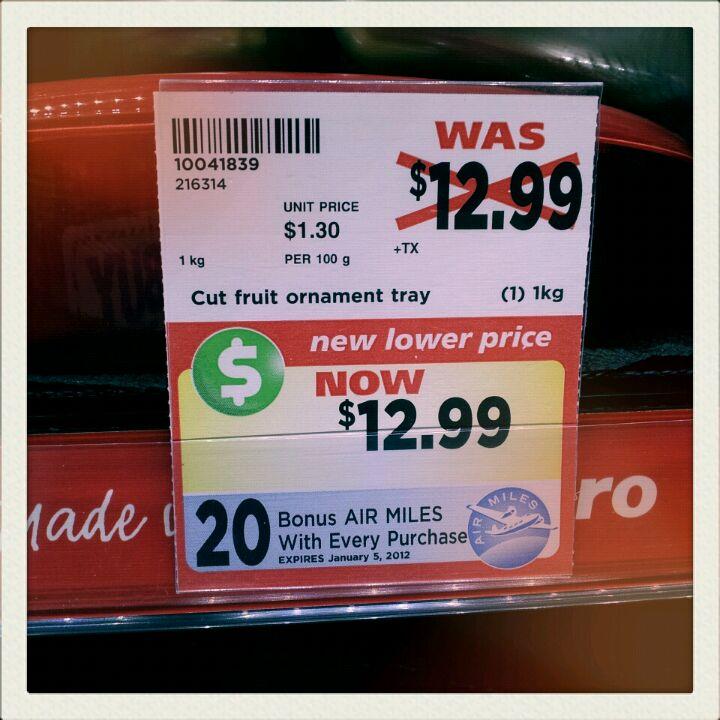 10041839
216314
UNIT PRICE
$1.30
1 kg
PER 100 g
WAS
$12.99
+TX
Cut fruit ornament tray (1) 1kg
$
new lower price
NOW
$12.99
20
Bonus AIR MILES
With Every Purchase
EXPIRES January 5, 2012
AIR MILES
ro